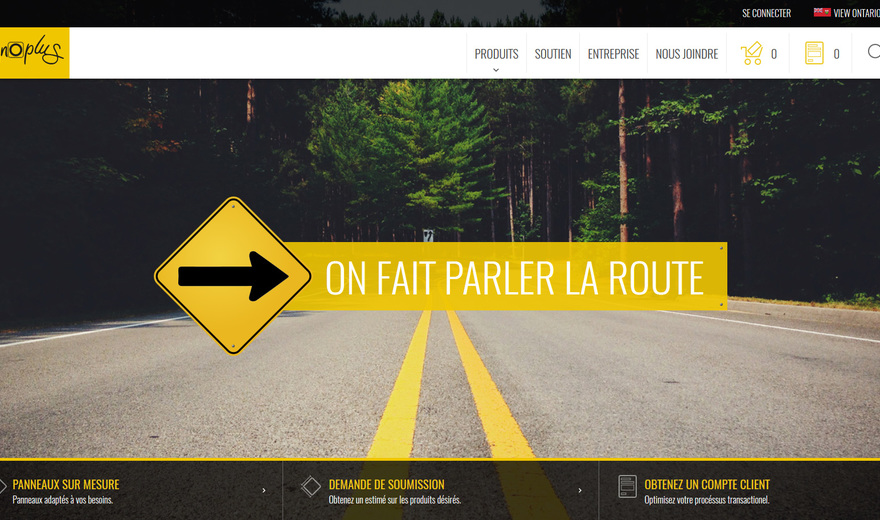 SE CONNECTER
VIEW ONTARIO
noplus
PRODUITS
SOUTIEN
ENTREPRISE
NOUS JOINDRE
0
0
ON FAIT PARLER LA ROUTE
PANNEAUX SUR MESURE
Panneaux adaptés à vos besoins.
DEMANDE DE SOUMISSION
Obtenez un estimé sur les produits désirés.
OBTENEZ UN COMPTE CLIENT
Optimisez votre procéssus transactionel.